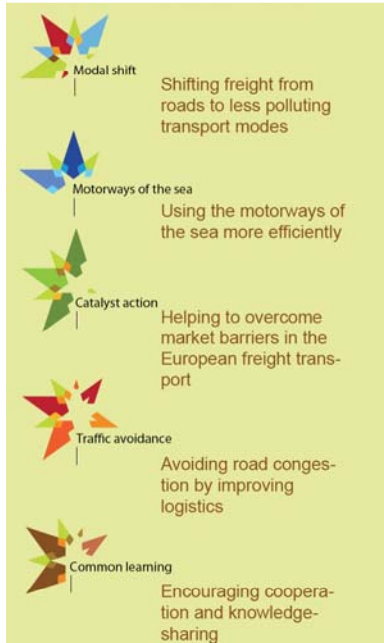 Modal shift
Shifting freight from
roads to less polluting
transport modes
Motorways of the sea
Using the motorways of
the sea more efficiently
Catalyst action
Helping to overcome
market barriers in the
European freight trans-
port
Traffic avoidance
Avoiding road conges-
tion by improving
logistics
Common learning
Encouraging coopera-
tion and knowledge-
sharing